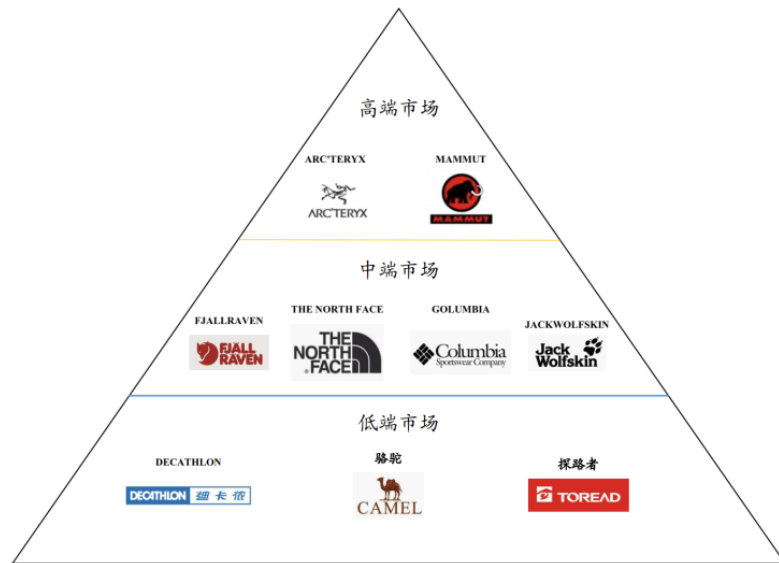 高端市场
ARC'TERYX
MAMMUT
ARC'TERYX
MAMMUT
中端市场
FJALLRAVEN
THE NORTH FACE
GOLUMBIA
JACKWOLFSKIN
FJÄLL
RAVEN
THE
NORTH
FACE
Columbia
Sportswear Company
Jack
Wolfskin
低端市场
DECATHLON
骆驼
探路者
DECATHLON 迪卡侬
CAMEL
TOREAD